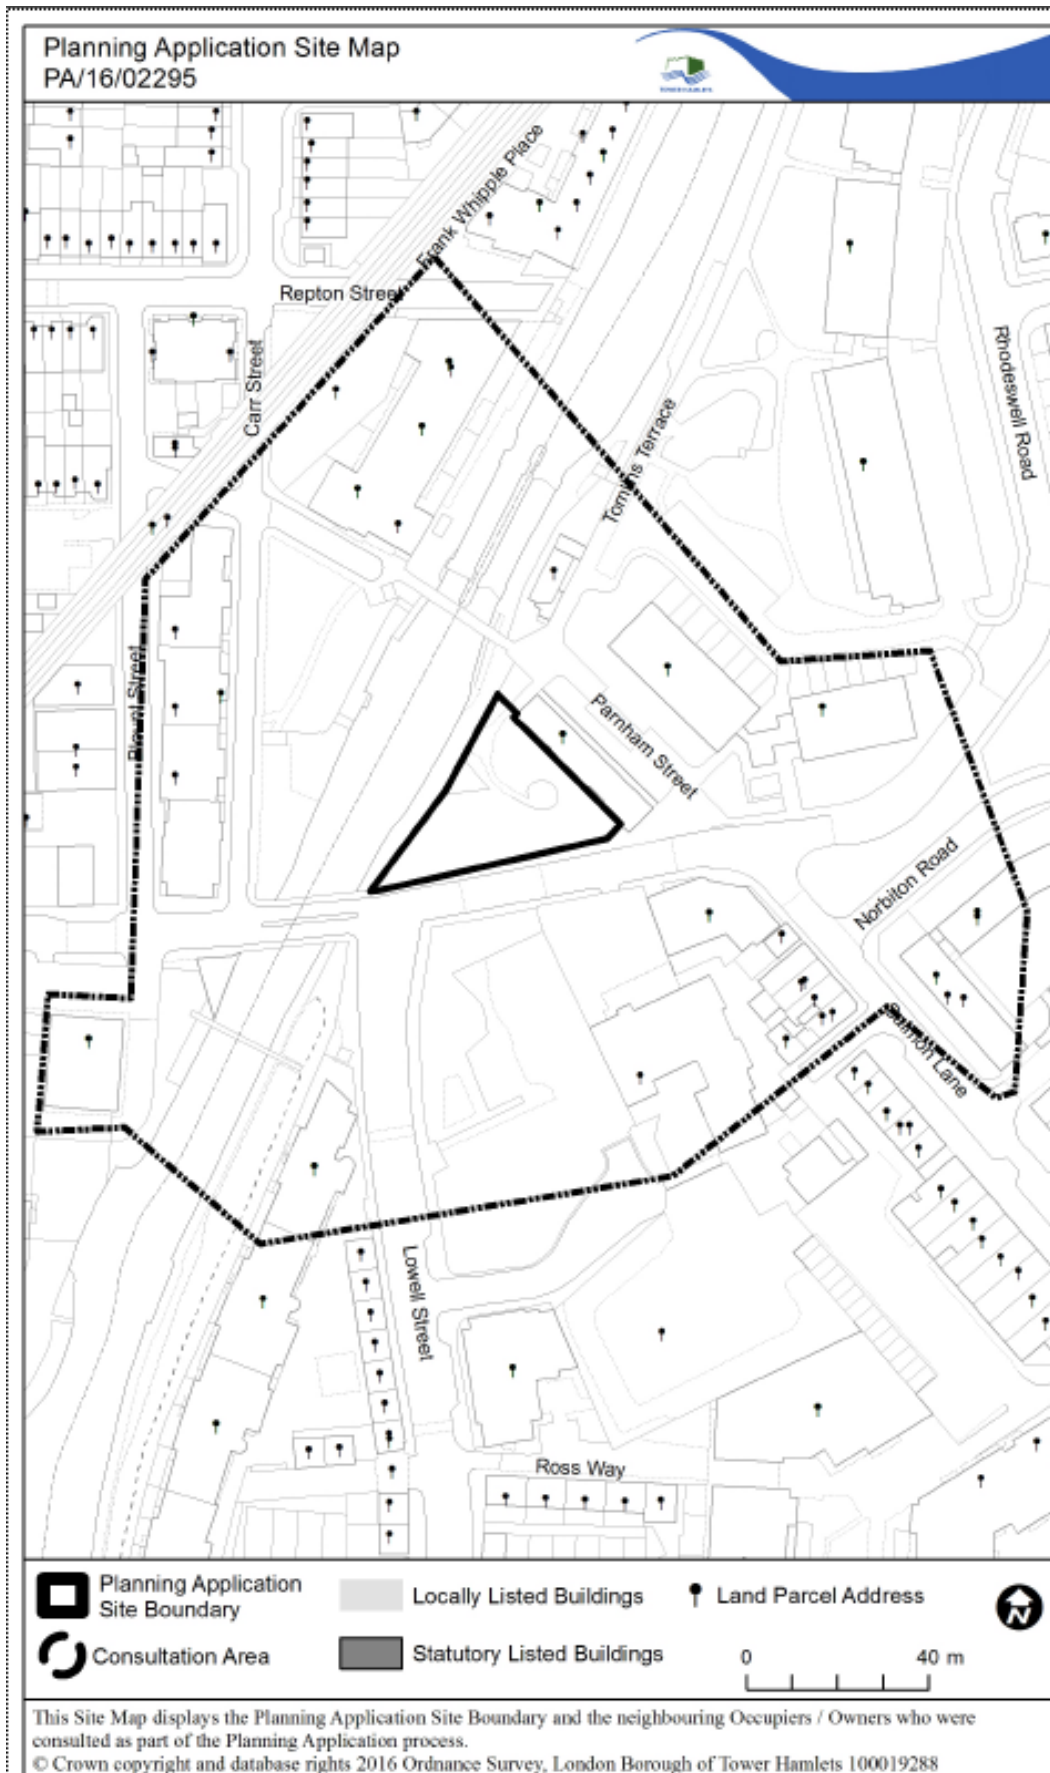 Planning Application Site Map
PA/16/02295
TOWER HAMLETS
Frank Whipple Place
Repton Street
Carr Street
Rhodeswell Road
Tomlins Terrace
Blount Street
Parnham Street
Norbiton Road
Salmon Lane
Lowell Street
Ross Way
Planning Application
Site Boundary
Locally Listed Buildings
Land Parcel Address
N
Consultation Area
Statutory Listed Buildings
0 40 m
This Site Map displays the Planning Application Site Boundary and the neighbouring Occupiers / Owners who were
consulted as part of the Planning Application process.
© Crown copyright and database rights 2016 Ordnance Survey, London Borough of Tower Hamlets 100019288